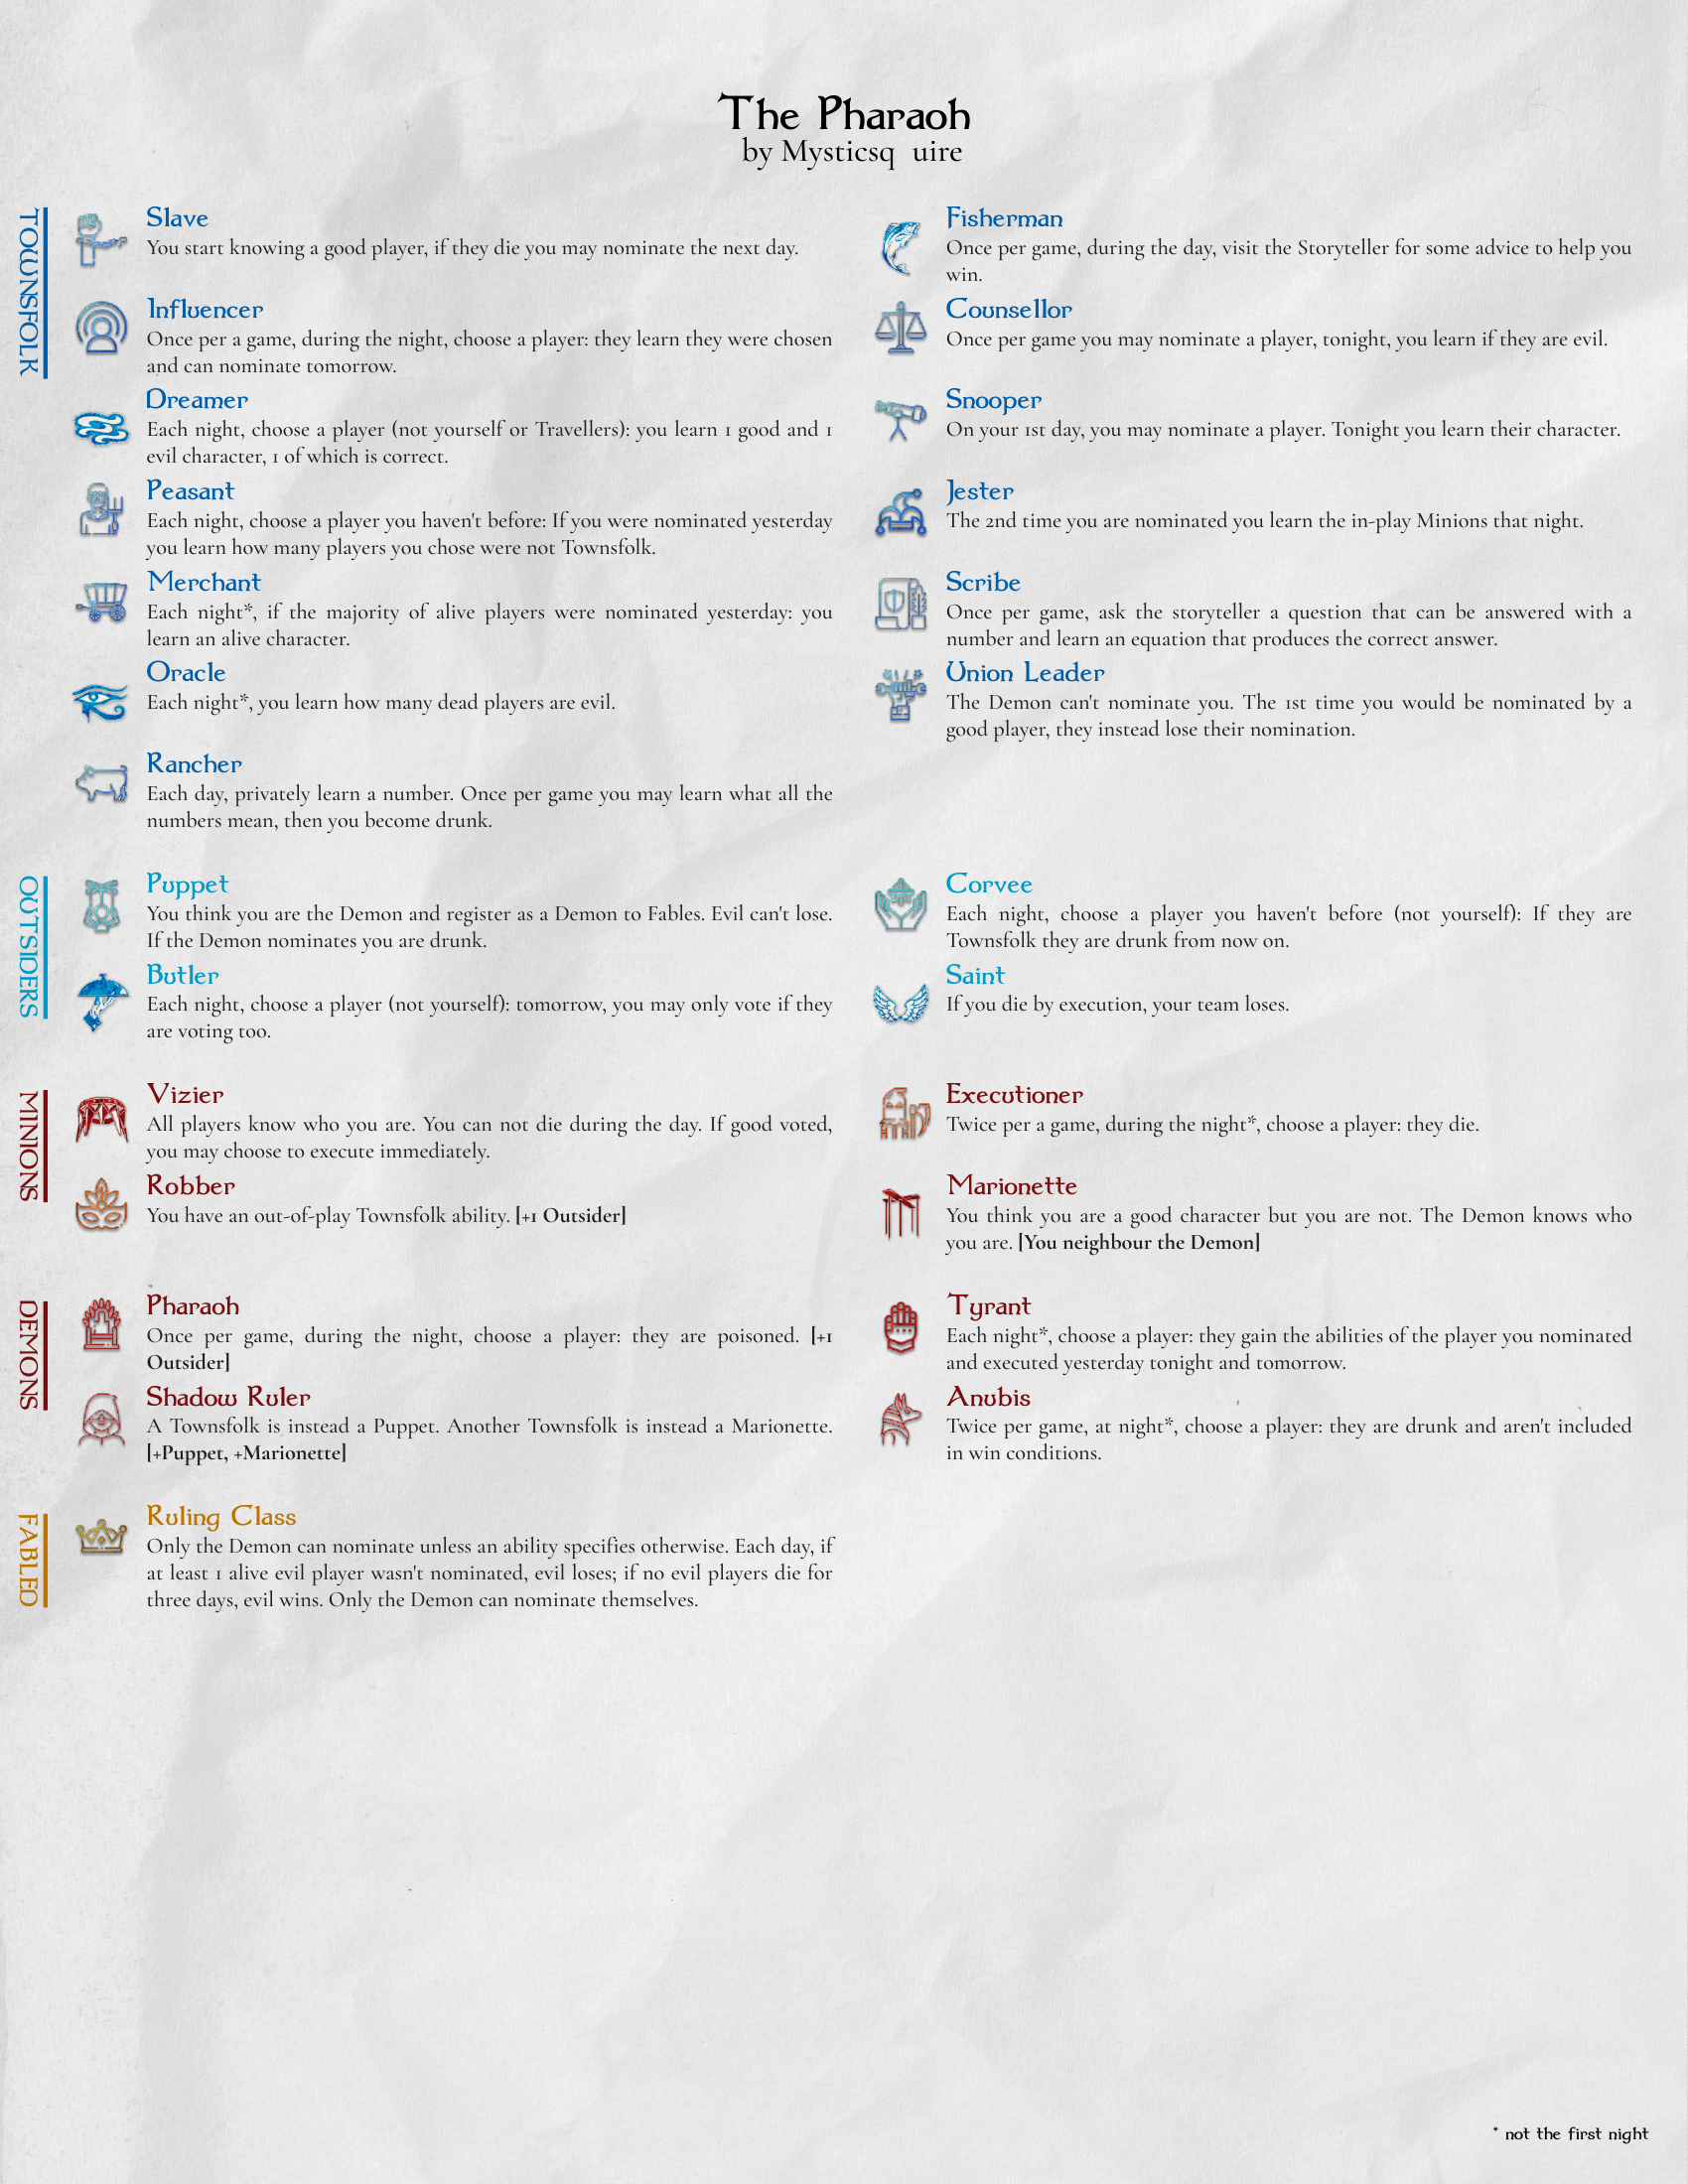 The Pharaoh
by Mysticsq uire
TOWNSFOLK
Slave
You start knowing a good player, if they die you may nominate the next day.
Influencer
Once per a game, during the night, choose a player: they learn they were chosen
and can nominate tomorrow.
Dreamer
Each night, choose a player (not yourself or Travellers): you learn 1 good and 1
evil character, 1 of which is correct.
Peasant
Each night, choose a player you haven't before: If you were nominated yesterday
you learn how many players you chose were not Townsfolk.
Merchant
Each night*, if the majority of alive players were nominated yesterday: you
learn an alive character.
Oracle
Each night*, you learn how many dead players are evil.
Rancher
Each day, privately learn a number. Once per game you may learn what all the
numbers mean, then you become drunk.
Fisherman
Once per game, during the day, visit the Storyteller for some advice to help you
win.
Counsellor
Once per game you may nominate a player, tonight, you learn if they are evil.
Snooper
On your 1st day, you may nominate a player. Tonight you learn their character.
Jester
The 2nd time you are nominated you learn the in-play Minions that night.
Scribe
Once per game, ask the storyteller a question that can be answered with a
number and learn an equation that produces the correct answer.
Union Leader
The Demon can't nominate you. The 1st time you would be nominated by a
good player, they instead lose their nomination.
OUTSIDERS
Puppet
You think you are the Demon and register as a Demon to Fables. Evil can't lose.
If the Demon nominates you are drunk.
Butler
Each night, choose a player (not yourself): tomorrow, you may only vote if they
are voting too.
Corvee
Each night, choose a player you haven't before (not yourself): If they are
Townsfolk they are drunk from now on.
Saint
If you die by execution, your team loses.
MINIONS
Vizier
All players know who you are. You can not die during the day. If good voted,
you may choose to execute immediately.
Robber
You have an out-of-play Townsfolk ability. [+1 Outsider]
Executioner
Twice per a game, during the night*, choose a player: they die.
Marionette
You think you are a good character but you are not. The Demon knows who
you are. [You neighbour the Demon]
DEMONS
Pharaoh
Once per game, during the night, choose a player: they are poisoned. [+1
Outsider]
Shadow Ruler
A Townsfolk is instead a Puppet. Another Townsfolk is instead a Marionette.
[+Puppet, +Marionette]
Tyrant
Each night*, choose a player: they gain the abilities of the player you nominated
and executed yesterday tonight and tomorrow.
Anubis
Twice per game, at night*, choose a player: they are drunk and aren't included
in win conditions.
FABLED
Ruling Class
Only the Demon can nominate unless an ability specifies otherwise. Each day, if
at least 1 alive evil player wasn't nominated, evil loses; if no evil players die for
three days, evil wins. Only the Demon can nominate themselves.
* not the first night